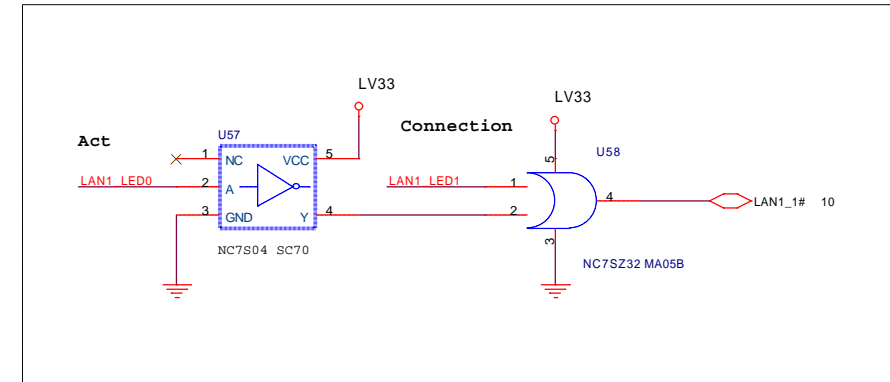 LV33
LV33
Connection
Act
U57
U58
1
NC
VCC
5
5
LAN1_LED0
2
A
LAN1_LED1
1
4
LAN1_1#
10
3
GND
Y
4
2
3
NC7S04 SC70
NC7SZ32 MA05B